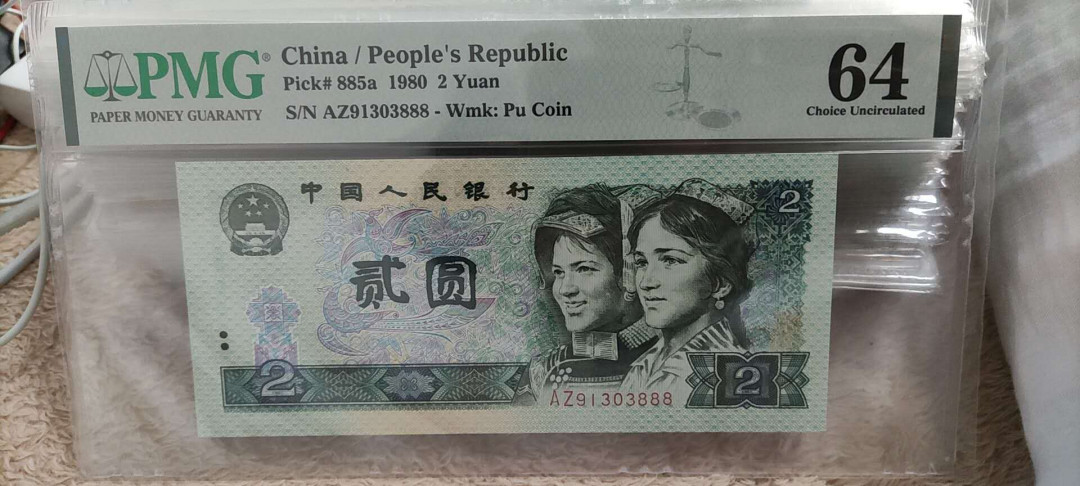 PMG®
PAPER MONEY GUARANTY
China / People's Republic
Pick# 885a 1980 2 Yuan
S/N AZ91303888 - Wmk: Pu Coin
64
Choice Uncirculated
中国人民银行
2
贰圆
2
2
AZ91303888